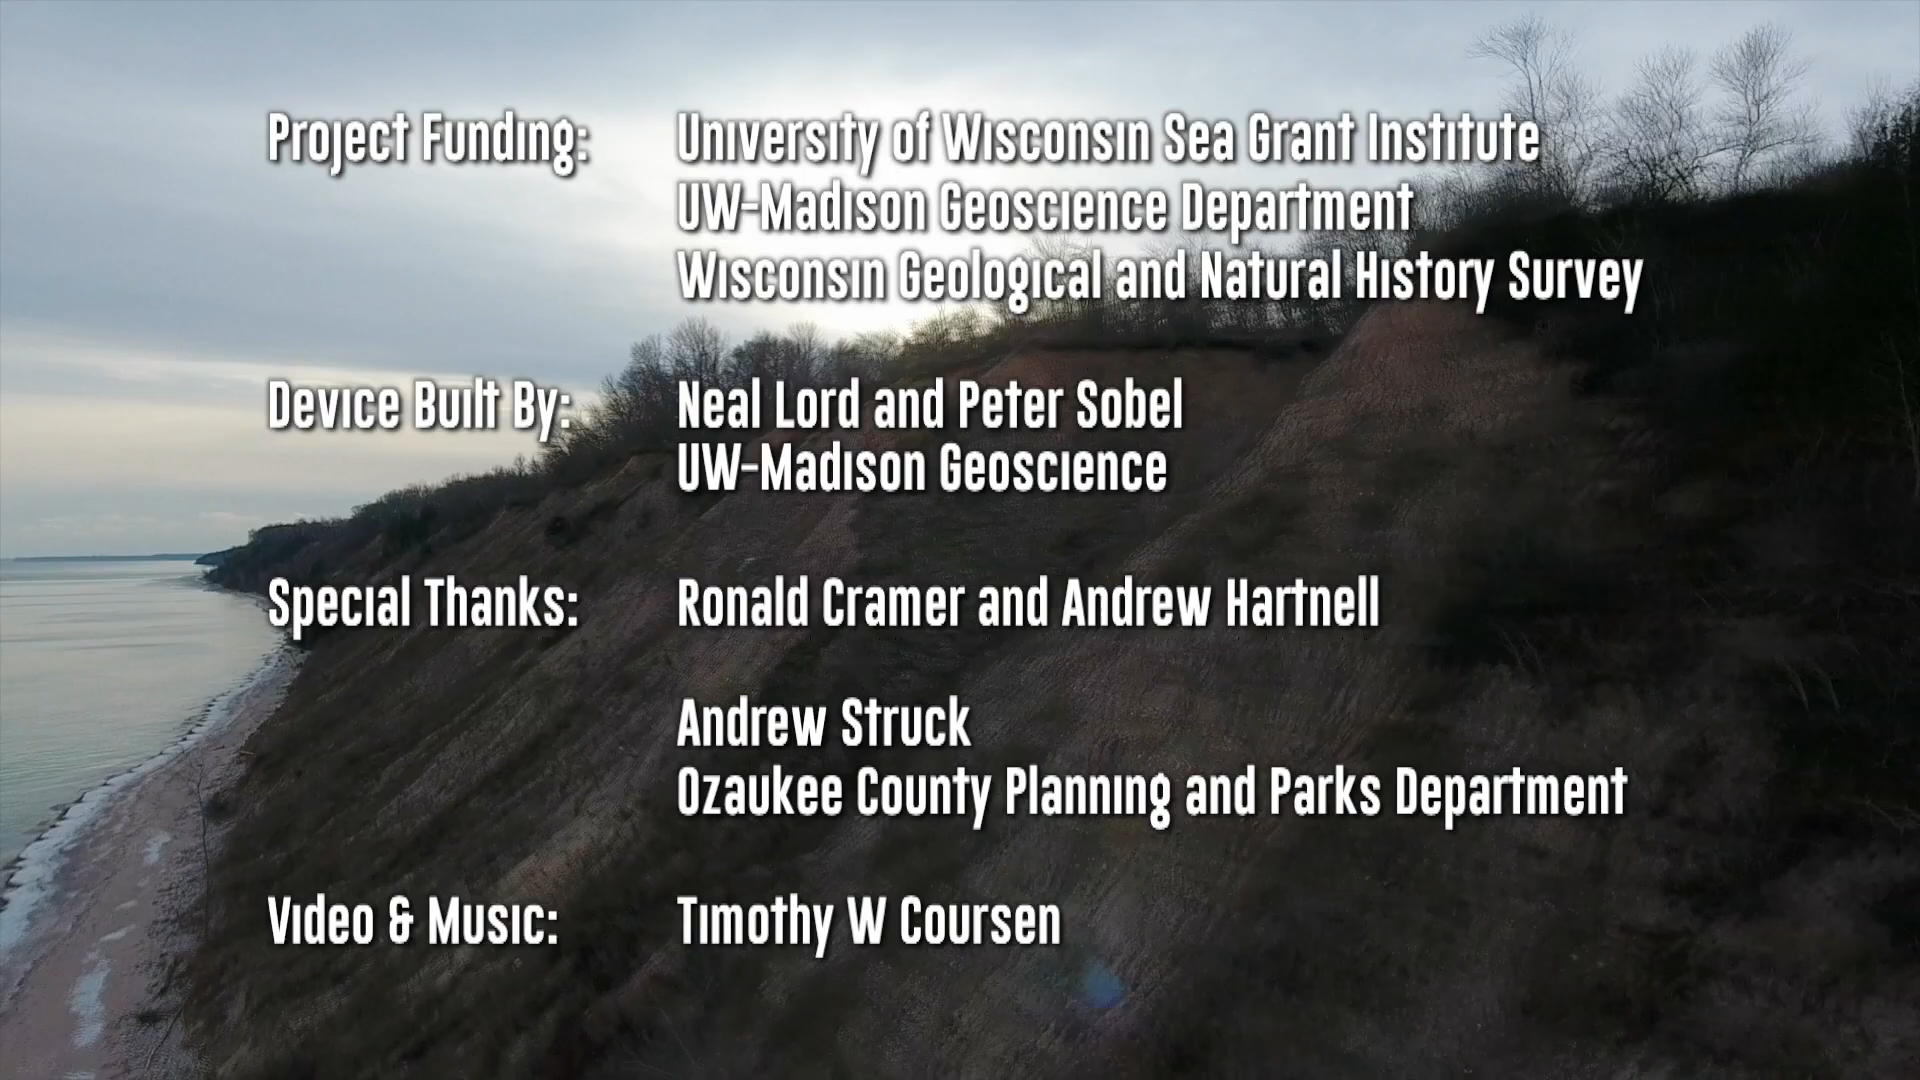 Project Funding: University of Wisconsin Sea Grant Institute
UW-Madison Geoscience Department
Wisconsin Geological and Natural History Survey
Device Built By: Neal Lord and Peter Sobel
UW-Madison Geoscience
Special Thanks: Ronald Cramer and Andrew Hartnell
Andrew Struck
Ozaukee County Planning and Parks Department
Video & Music: Timothy W Coursen